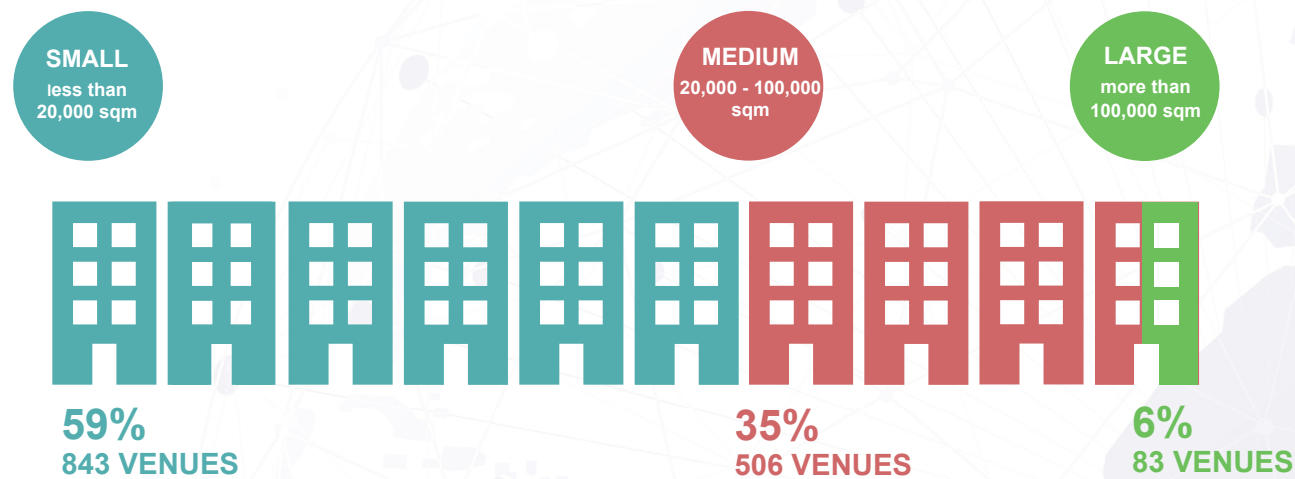 SMALL
less than
20,000 sqm
MEDIUM
20,000 - 100,000
sqm
LARGE
more than
100,000 sqm
59%
843 VENUES
35%
506 VENUES
6%
83 VENUES